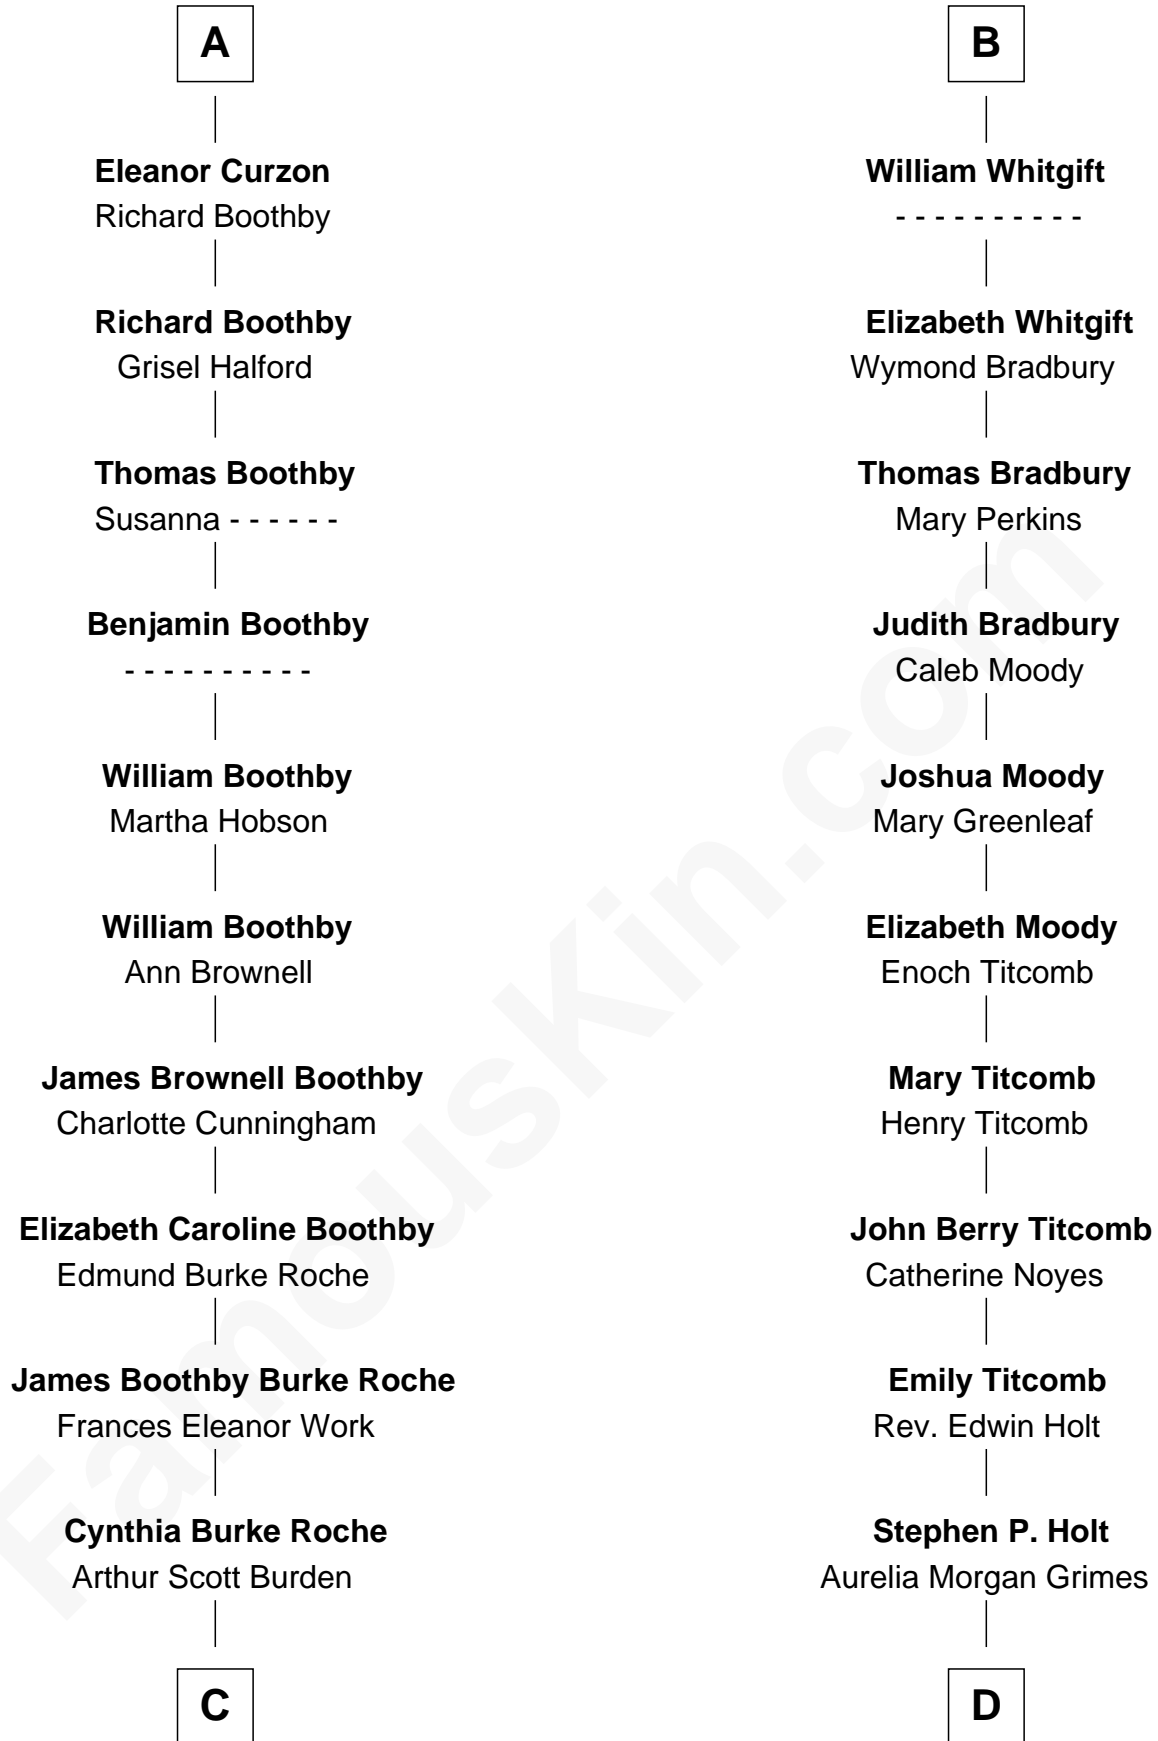 A
Eleanor Curzon
Richard Boothby
Richard Boothby
Grisel Halford
Thomas Boothby
Susanna - - - - - -
Benjamin Boothby
- - - - - - - - - -
William Boothby
Martha Hobson
William Boothby
Ann Brownell
James Brownell Boothby
Charlotte Cunningham
Elizabeth Caroline Boothby
Edmund Burke Roche
James Boothby Burke Roche
Frances Eleanor Work
Cynthia Burke Roche
Arthur Scott Burden
C
B
William Whitgift
- - - - - - - - - -
Elizabeth Whitgift
Wymond Bradbury
Thomas Bradbury
Mary Perkins
Judith Bradbury
Caleb Moody
Joshua Moody
Mary Greenleaf
Elizabeth Moody
Enoch Titcomb
Mary Titcomb
Henry Titcomb
John Berry Titcomb
Catherine Noyes
Emily Titcomb
Rev. Edwin Holt
Stephen P. Holt
Aurelia Morgan Grimes
D
FamousKin.com